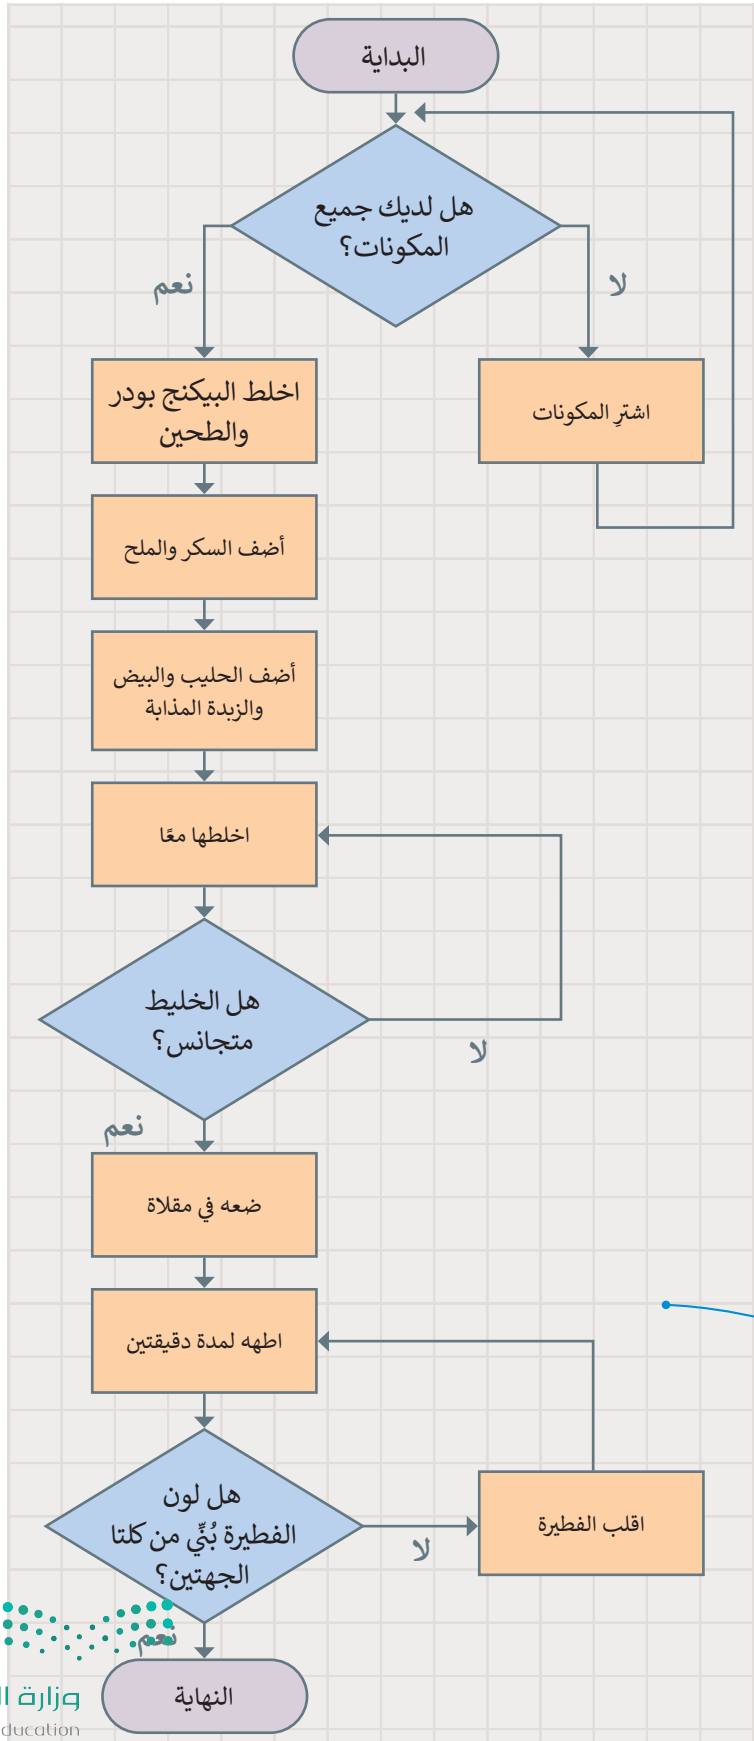 البداية
هل لديك جميع
المكونات؟
نعم
لا
اخلط البيكنج بودر
والطحين
اشترِ المكونات
أضف السكر والملح
أضف الحليب والبيض
والزبدة المذابة
اخلطها معًا
هل الخليط
متجانس؟
لا
نعم
ضعه في مقلاة
اطهه لمدة دقيقتين
هل لون
الفطيرة بُنِّي من كلتا
الجهتين؟
لا
اقلب الفطيرة
نعم
النهاية
وزارة ال
ducation